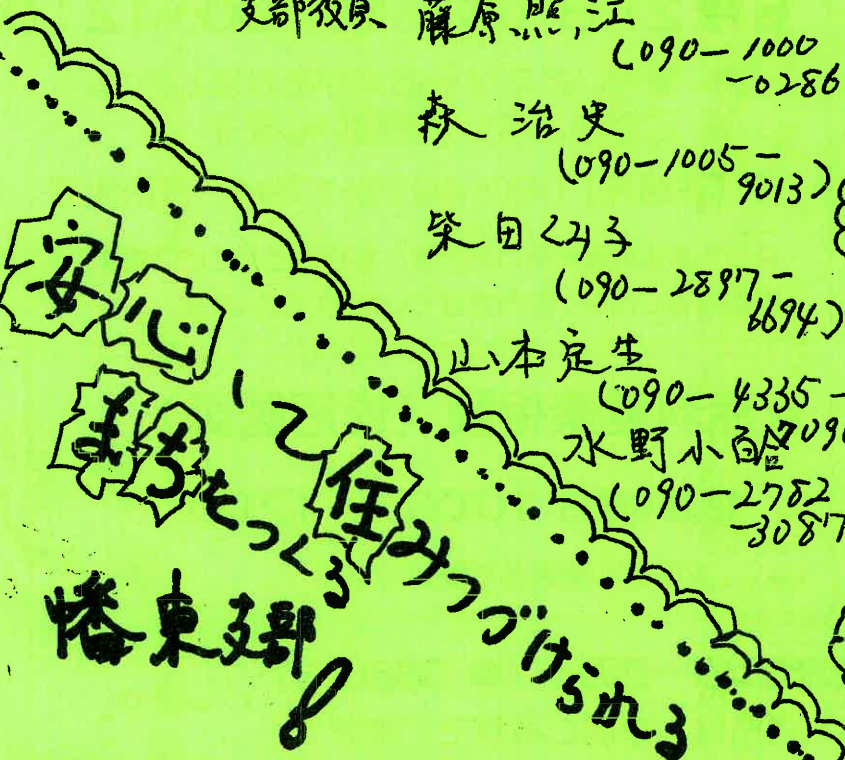 支部役員 藤原照江
(090-1000
-0286
森 治史
(090-1005-
9013)
柴田くみ子
(090-2897-
6694)
山本定生
(090-4335-
7090
水野小百合
(090-2782
-3087
安心して住みつづけられる
まちをつくる
幡東支部